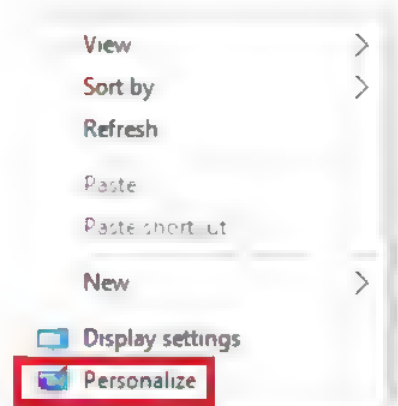 View
Sort by
Refresh
Paste
Paste shortcut
New
Display settings
Personalize